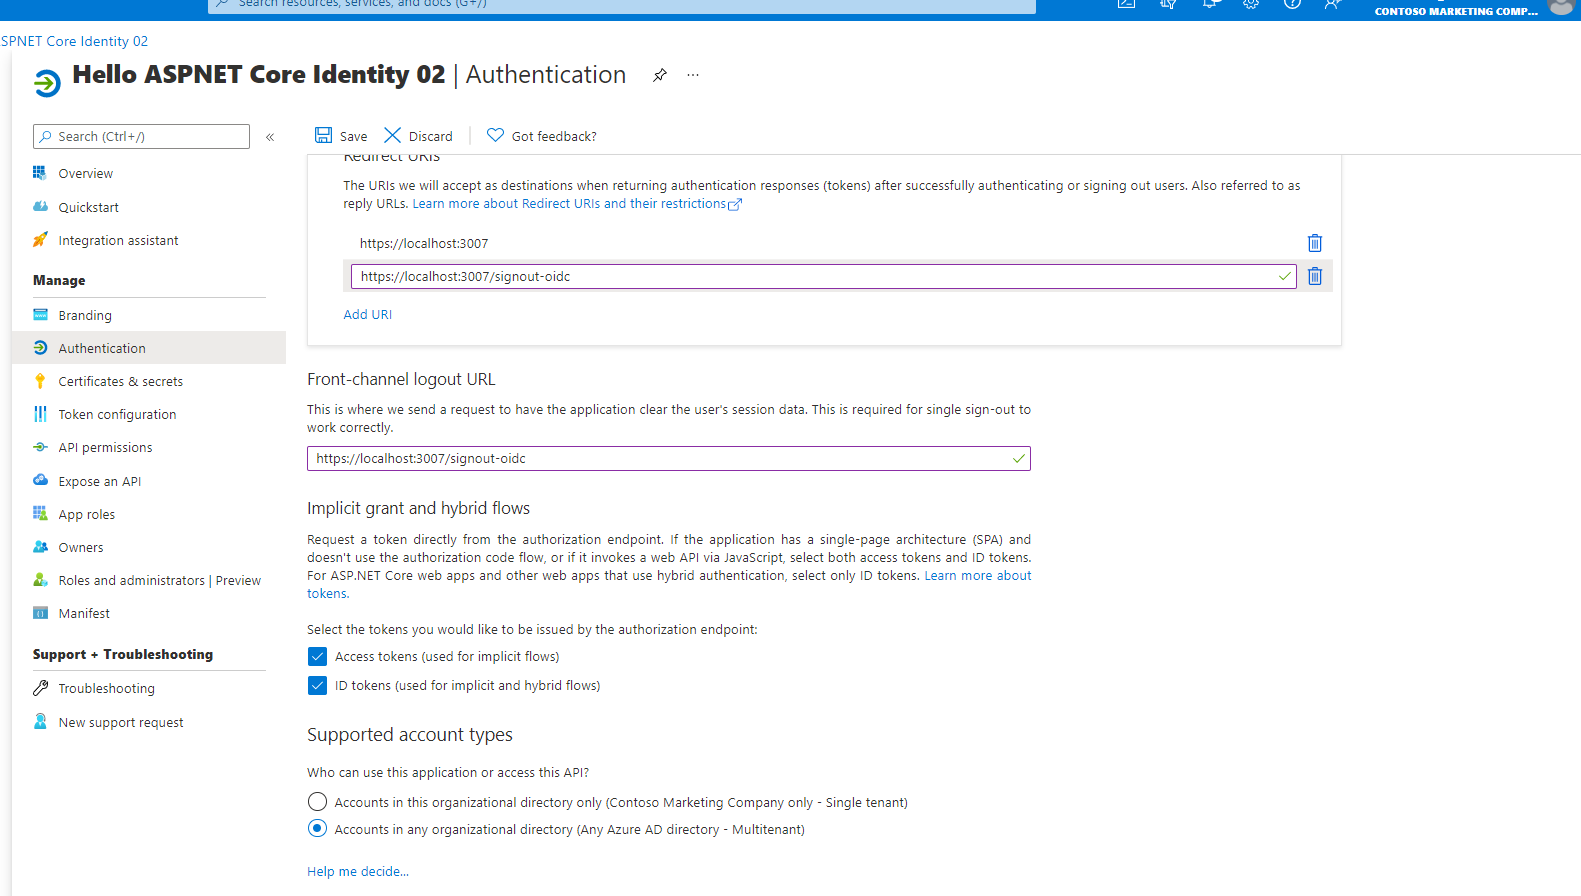 Search resources, services, and docs (G+/)
CONTOSO MARKETING COMP...
SPNET Core Identity 02
Hello ASPNET Core Identity 02 | Authentication
...
Search (Ctrl+/)
«
Save
Discard
Got feedback?
Overview
Quickstart
Integration assistant
Manage
Branding
Authentication
Certificates & secrets
Token configuration
API permissions
Expose an API
App roles
Owners
Roles and administrators | Preview
Manifest
Support + Troubleshooting
Troubleshooting
New support request
Redirect URIs
The URIs we will accept as destinations when returning authentication responses (tokens) after successfully authenticating or signing out users. Also referred to as
reply URLs. Learn more about Redirect URIs and their restrictions
https://localhost:3007
https://localhost:3007/signout-oidc
Add URI
Front-channel logout URL
This is where we send a request to have the application clear the user's session data. This is required for single sign-out to
work correctly.
https://localhost:3007/signout-oidc
Implicit grant and hybrid flows
Request a token directly from the authorization endpoint. If the application has a single-page architecture (SPA) and
doesn't use the authorization code flow, or if it invokes a web API via JavaScript, select both access tokens and ID tokens.
For ASP.NET Core web apps and other web apps that use hybrid authentication, select only ID tokens. Learn more about
tokens.
Select the tokens you would like to be issued by the authorization endpoint:
Access tokens (used for implicit flows)
ID tokens (used for implicit and hybrid flows)
Supported account types
Who can use this application or access this API?
Accounts in this organizational directory only (Contoso Marketing Company only - Single tenant)
Accounts in any organizational directory (Any Azure AD directory - Multitenant)
Help me decide...